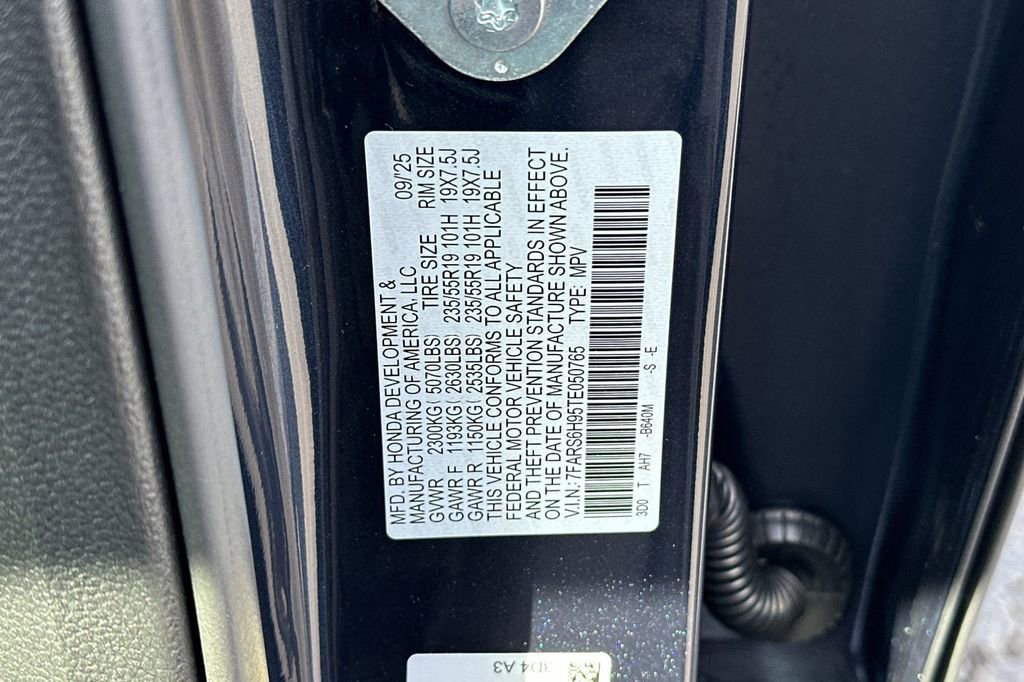 MFD. BY HONDA DEVELOPMENT &
MANUFACTURING OF AMERICA, LLC 09/'25
GVWR 2300KG( 5070LBS) TIRE SIZE RIM SIZE
GAWR F 1193KG( 2630LBS) 235/55R19 101H 19X7.5J
GAWR R 1150KG( 2535LBS) 235/55R19 101H 19X7.5J
THIS VEHICLE CONFORMS TO ALL APPLICABLE
FEDERAL MOTOR VEHICLE SAFETY
AND THEFT PREVENTION STANDARDS IN EFFECT
ON THE DATE OF MANUFACTURE SHOWN ABOVE.
V.I.N.:7FARS6H95TE050765 TYPE: MPV
3D0 T AH7 -B640M -S -E
3D4 A3